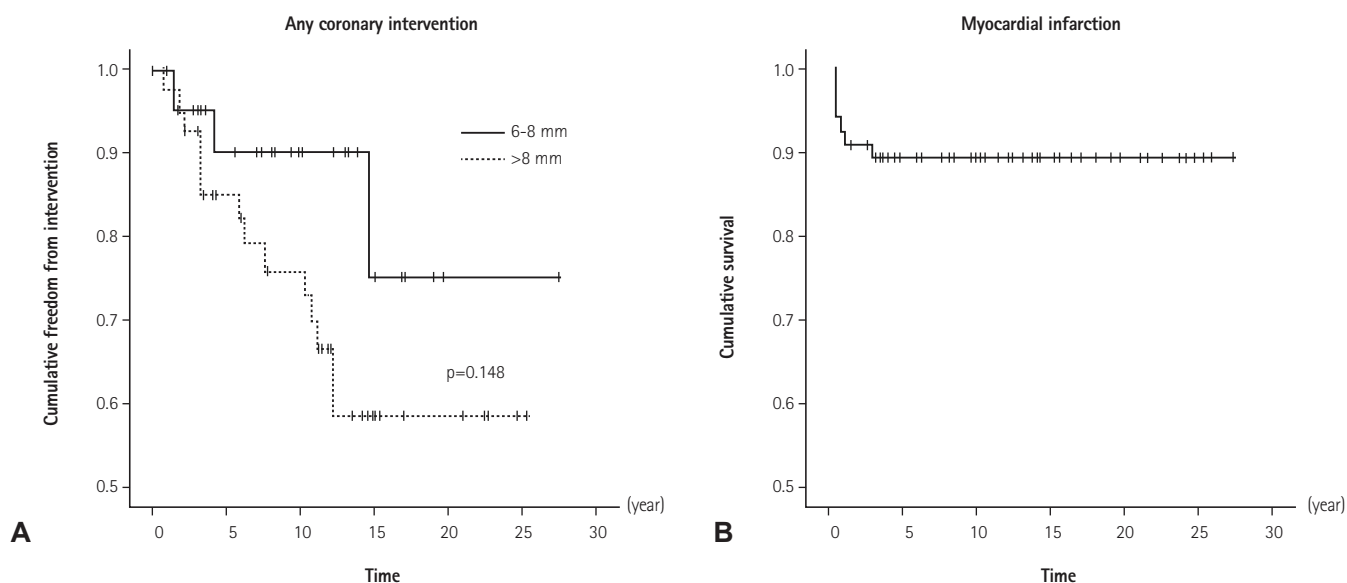 Any coronary intervention
1.0
0.9
0.8
0.7
0.6
0.5
Cumulative freedom from intervention
6-8 mm
>8 mm
p=0.148
0 5 10 15 20 25 30 (year)
Time
A
Myocardial infarction
1.0
0.9
0.8
0.7
0.6
0.5
Cumulative survival
0 5 10 15 20 25 30 (year)
Time
B